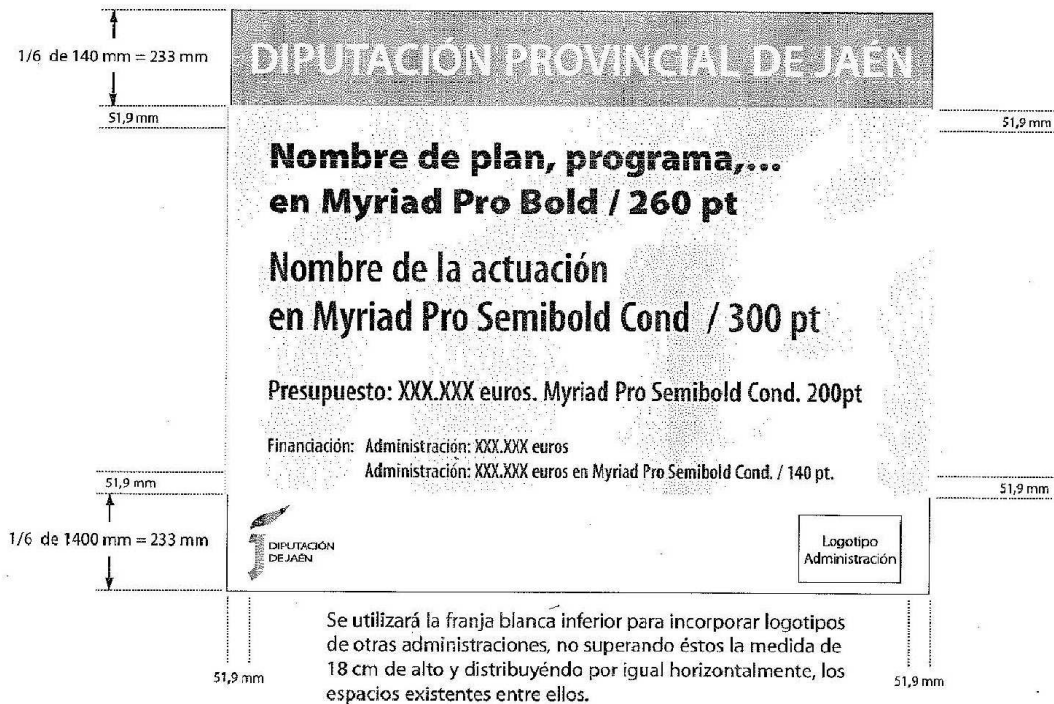 1/6 de 140 mm = 233 mm
DIPUTACIÓN PROVINCIAL DE JAÉN
51,9 mm
51,9 mm
Nombre de plan, programa,...
en Myriad Pro Bold / 260 pt
Nombre de la actuación
en Myriad Pro Semibold Cond / 300 pt
Presupuesto: XXX.XXX euros. Myriad Pro Semibold Cond. 200pt
Financiación: Administración: XXX.XXX euros
Administración: XXX.XXX euros en Myriad Pro Semibold Cond. / 140 pt.
51,9 mm
51,9 mm
1/6 de 1400 mm = 233 mm
DIPUTACIÓN
DE JAÉN
Logotipo
Administración
Se utilizará la franja blanca inferior para incorporar logotipos
de otras administraciones, no superando éstos la medida de
18 cm de alto y distribuyéndo por igual horizontalmente, los
espacios existentes entre ellos.
51,9 mm
51,9 mm